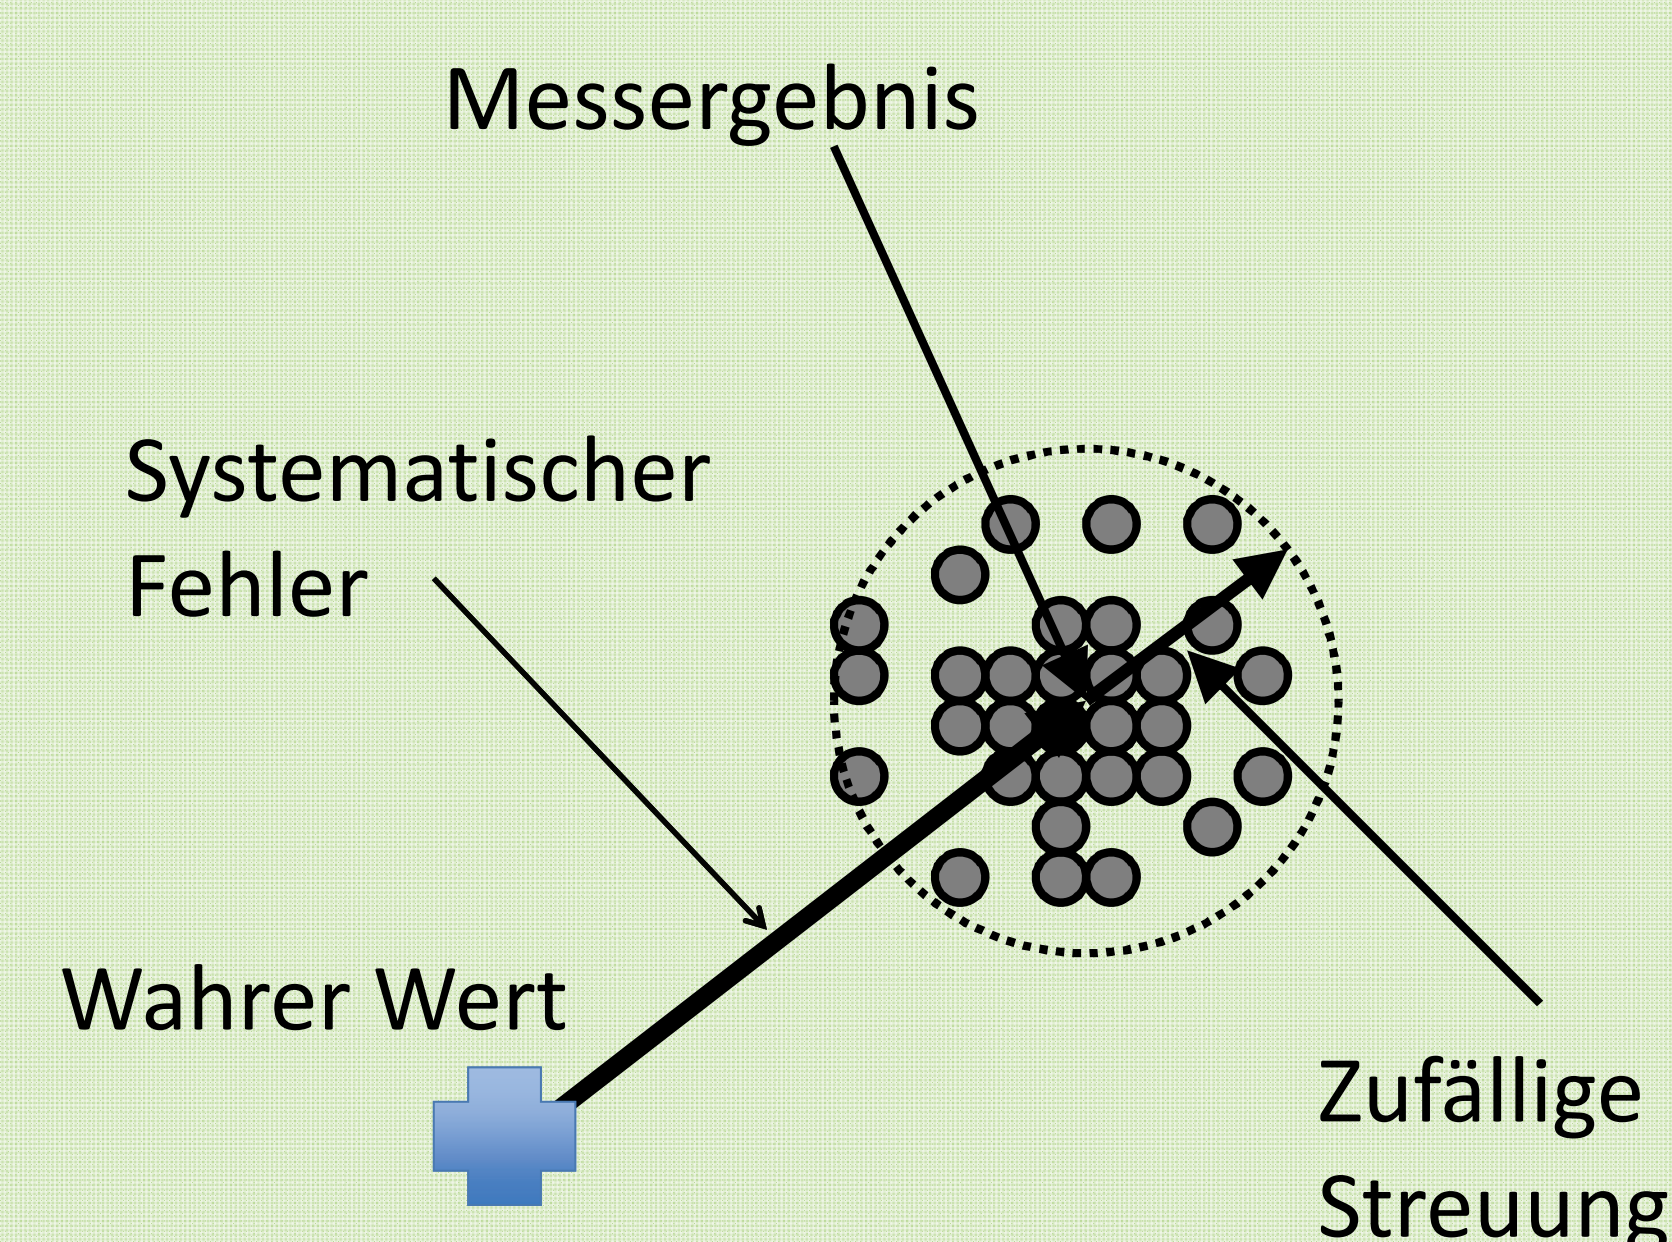 Messergebnis
Systematischer
Fehler
Wahrer Wert
Zufällige
Streuung